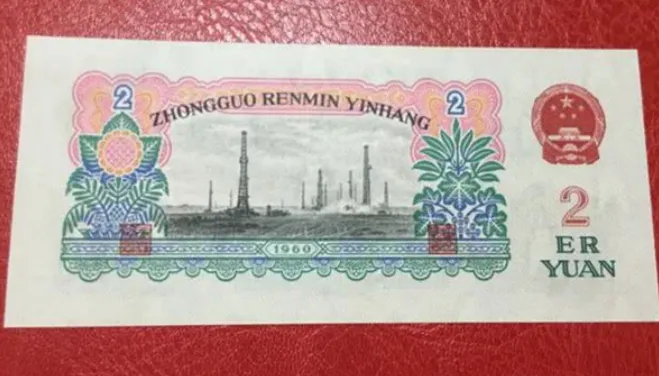 2
ZHONGGUO RENMIN YINHANG
2
1960
2
ER
YUAN